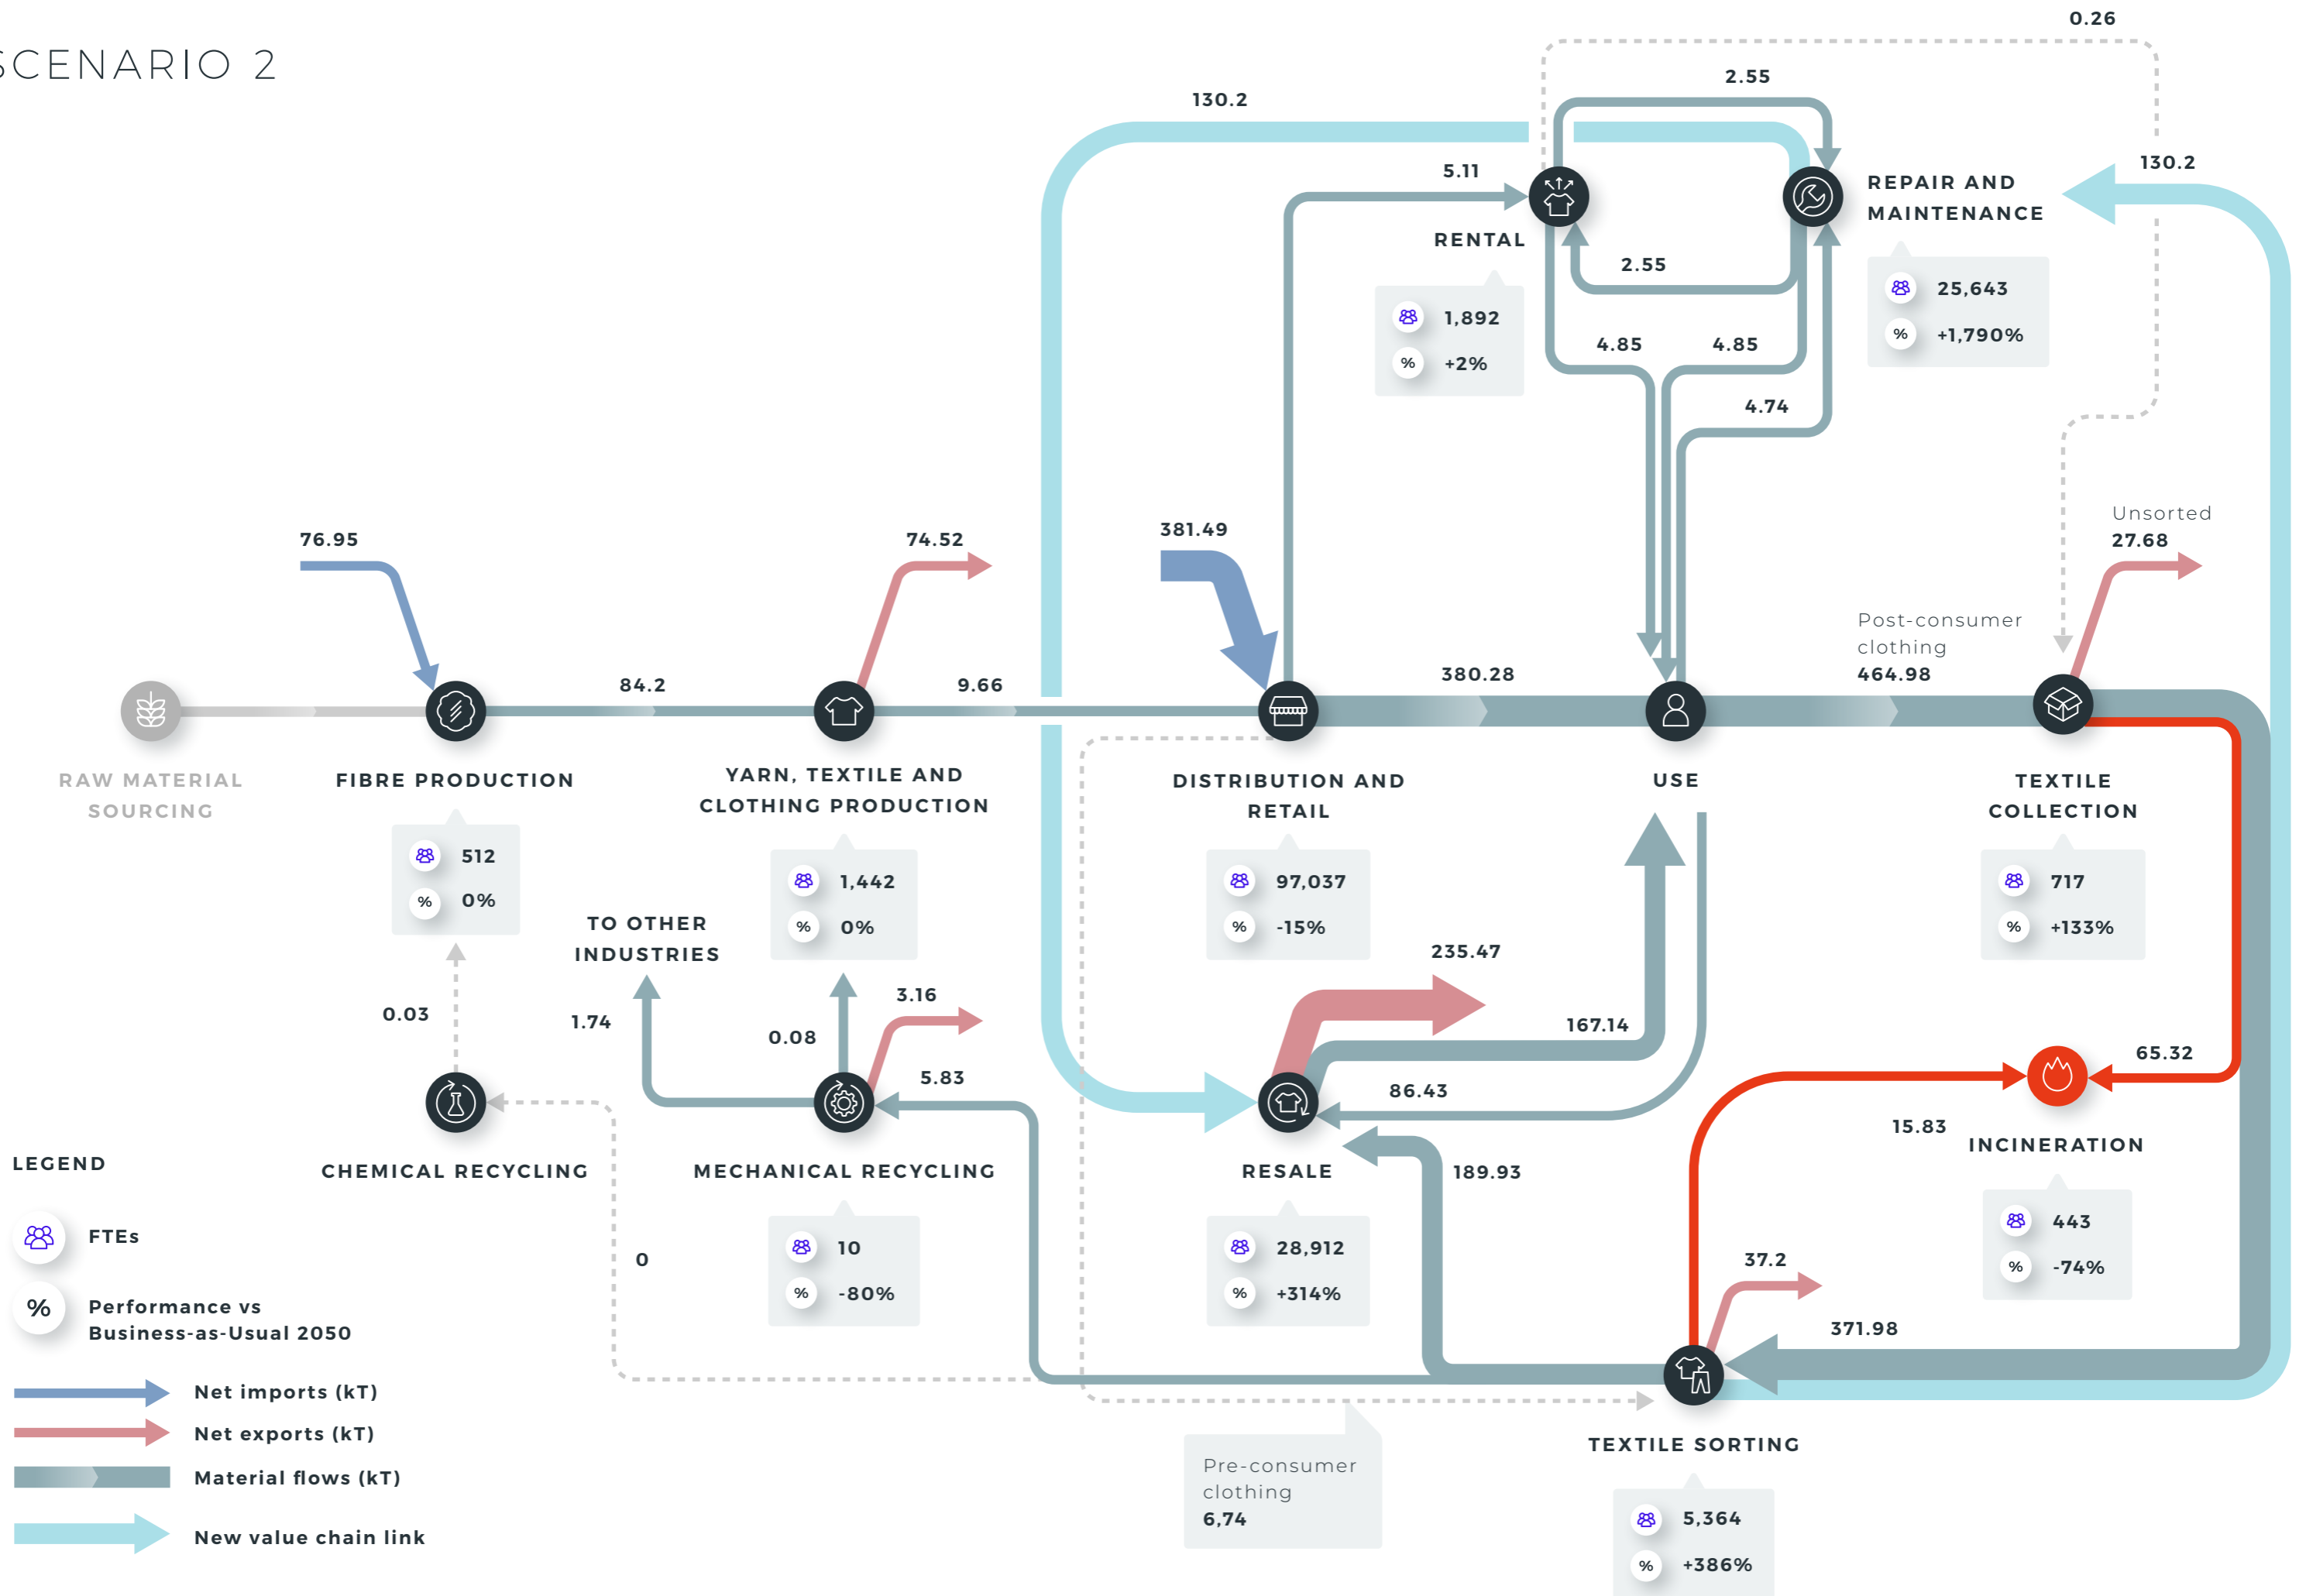 SCENARIO 2
0.26
2.55
130.2
130.2
5.11
REPAIR AND
MAINTENANCE
RENTAL
2.55
25,643
% +1,790%
1,892
% +2%
4.85
4.85
4.74
76.95
74.52
381.49
Unsorted
27.68
Post-consumer
clothing
464.98
84.2
9.66
380.28
RAW MATERIAL
SOURCING
FIBRE PRODUCTION
512
% 0%
YARN, TEXTILE AND
CLOTHING PRODUCTION
1,442
% 0%
DISTRIBUTION AND
RETAIL
97,037
% -15%
USE
TEXTILE
COLLECTION
717
% +133%
TO OTHER
INDUSTRIES
0.03
1.74
0.08
3.16
5.83
235.47
167.14
86.43
189.93
65.32
15.83
INCINERATION
443
% -74%
CHEMICAL RECYCLING
MECHANICAL RECYCLING
10
% -80%
RESALE
28,912
% +314%
0
37.2
371.98
TEXTILE SORTING
5,364
% +386%
Pre-consumer
clothing
6,74
LEGEND
FTEs
% Performance vs
Business-as-Usual 2050
Net imports (kT)
Net exports (kT)
Material flows (kT)
New value chain link